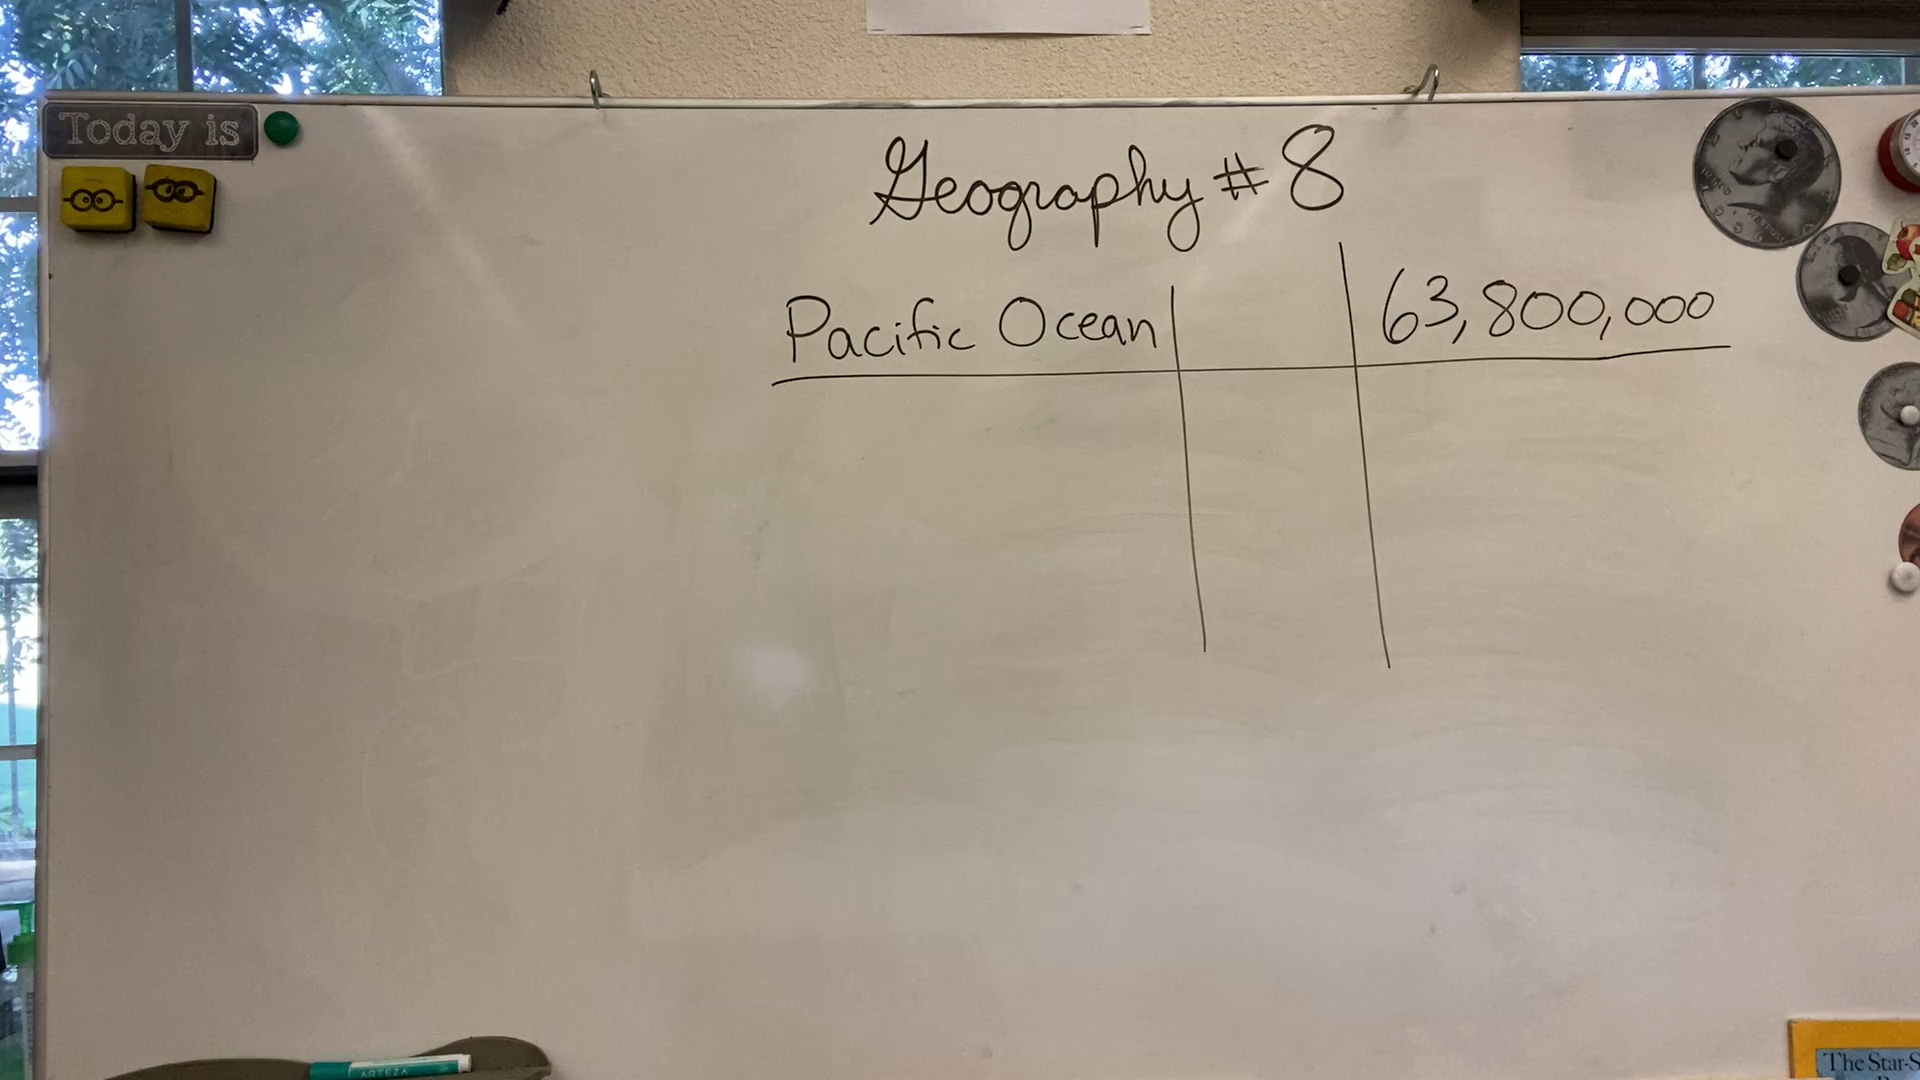 Today is
Geography # 8
Pacific Ocean 63,800,000
ARTEZA
The Star-S